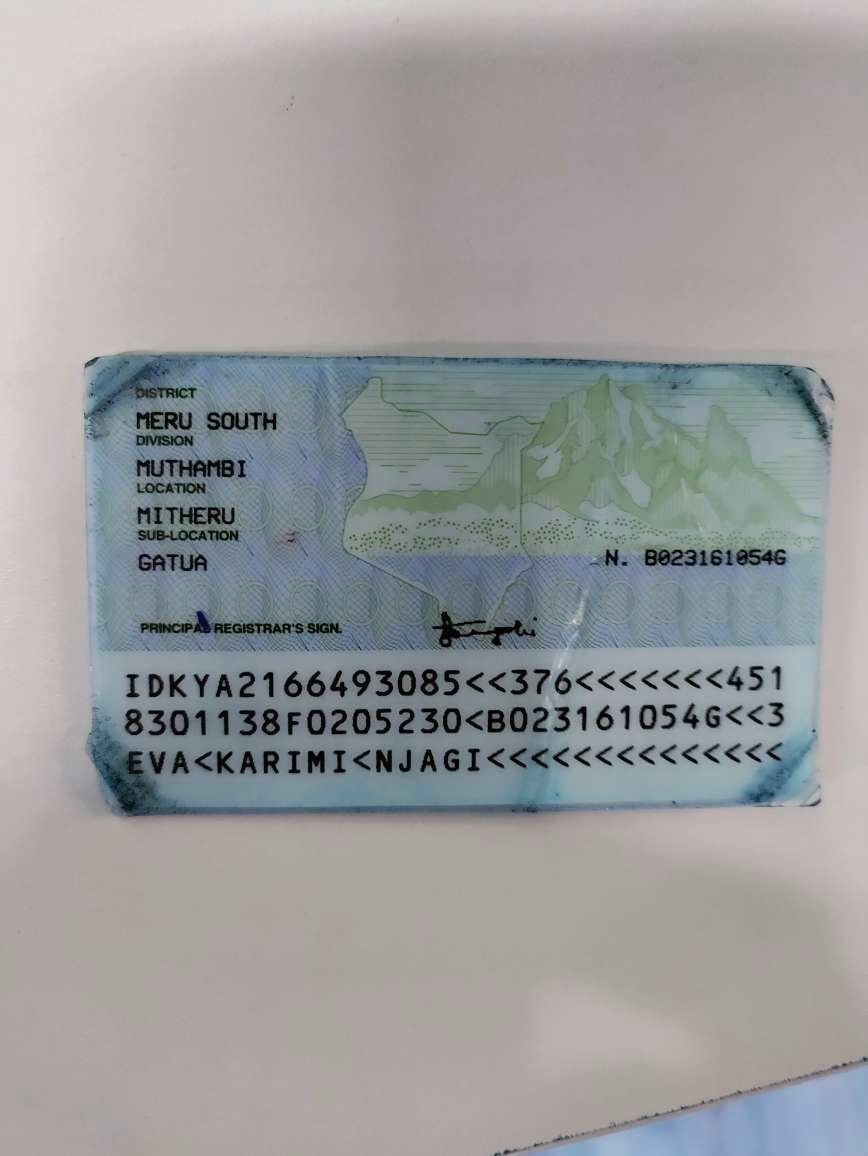 DISTRICT
MERU SOUTH
DIVISION
MUTHAMBI
LOCATION
MITHERU
SUB-LOCATION
GATUA
N. B023161054G
PRINCIPAL REGISTRAR'S SIGN.
IDKYA2166493085<<376<<<<<<<451
8301138F0205230<B023161054G<<3
EVA<KARIMI<NJAGI<<<<<<<<<<<<<<